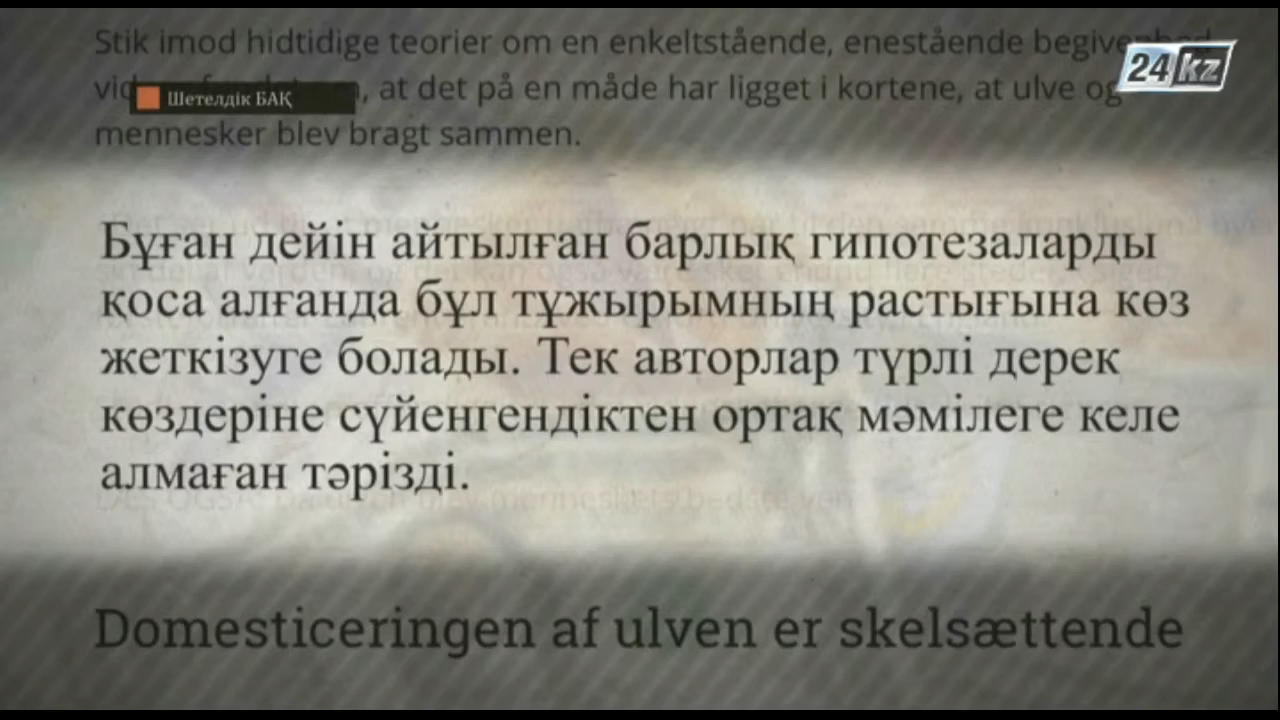 Stik imod hidtidige teorier om en enkeltstående, enestående
24 kz
at det på en måde har ligget i kortene, at ulve og
Шетелдік БАҚ
mennesker blev bragt sammen.
Бұған дейін айтылған барлық гипотезаларды
қоса алғанда бұл тұжырымның растығына көз
жеткізуге болады. Тек авторлар түрлі дерек
көздеріне сүйенгендіктен ортақ мәмілеге келе
алмаған тәрізді.
Domesticeringen af ulven er skelsættende